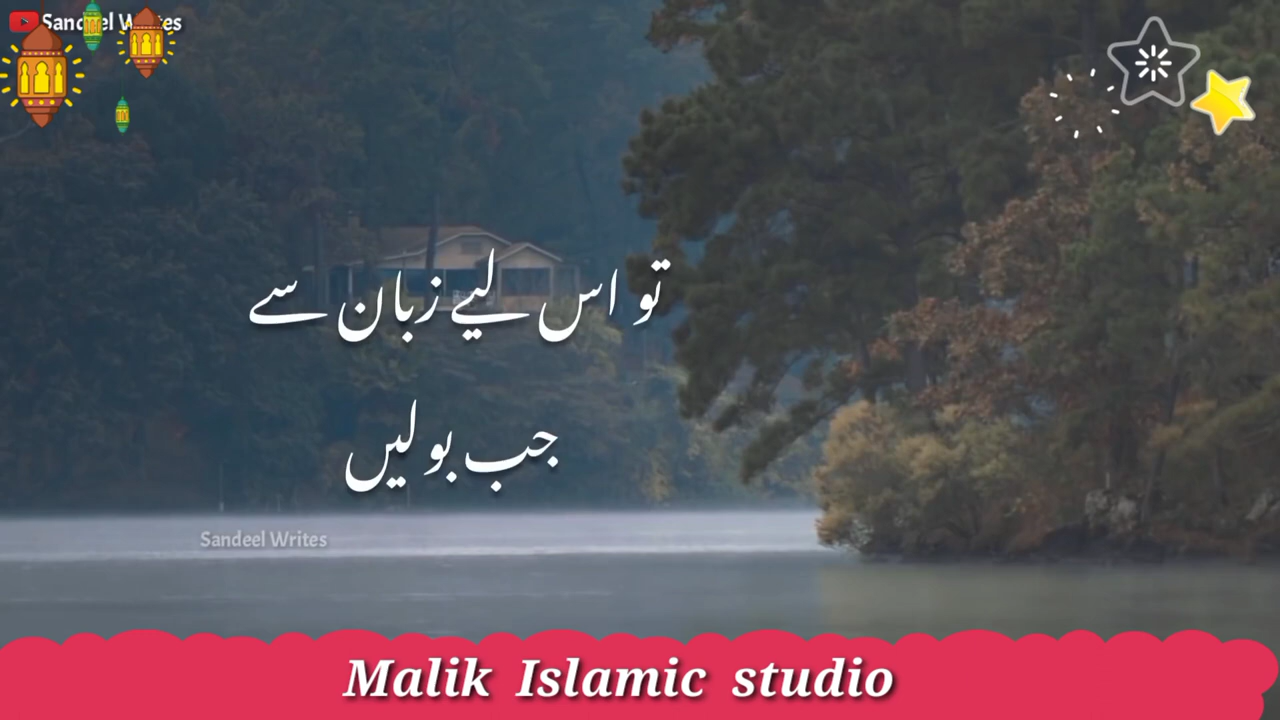 Sandeel Writes
تو اس لیے زبان سے
جب بولیں
Sandeel Writes
Malik Islamic studio